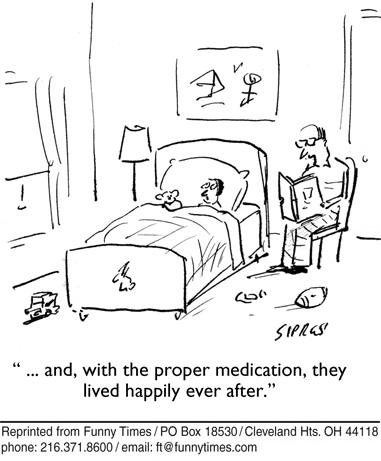 SIPRESS
“ ... and, with the proper medication, they
lived happily ever after.”
Reprinted from Funny Times / PO Box 18530 / Cleveland Hts. OH 44118
phone: 216.371.8600 / email: ft@funnytimes.com